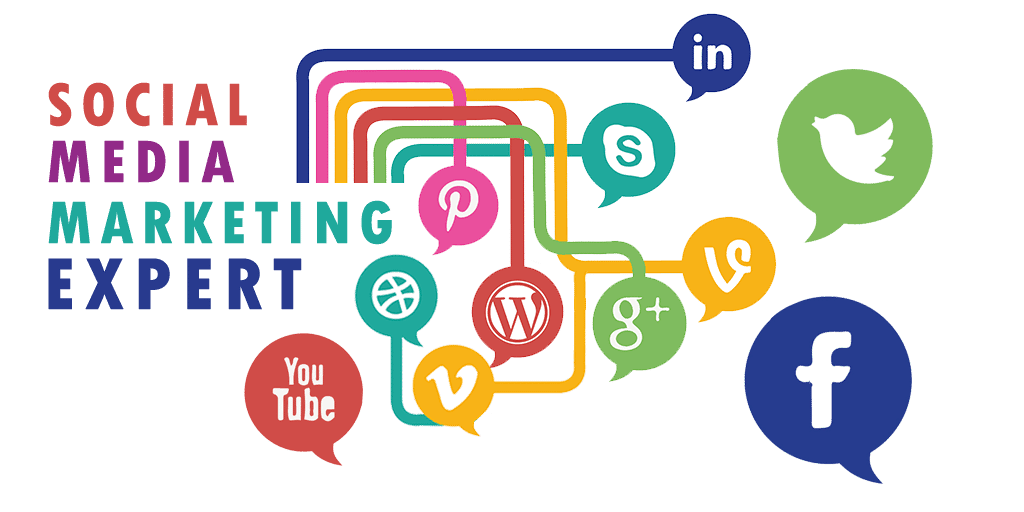 SOCIAL
MEDIA
MARKETING
EXPERT
in
S
P
W
g+
v
f
You
Tube